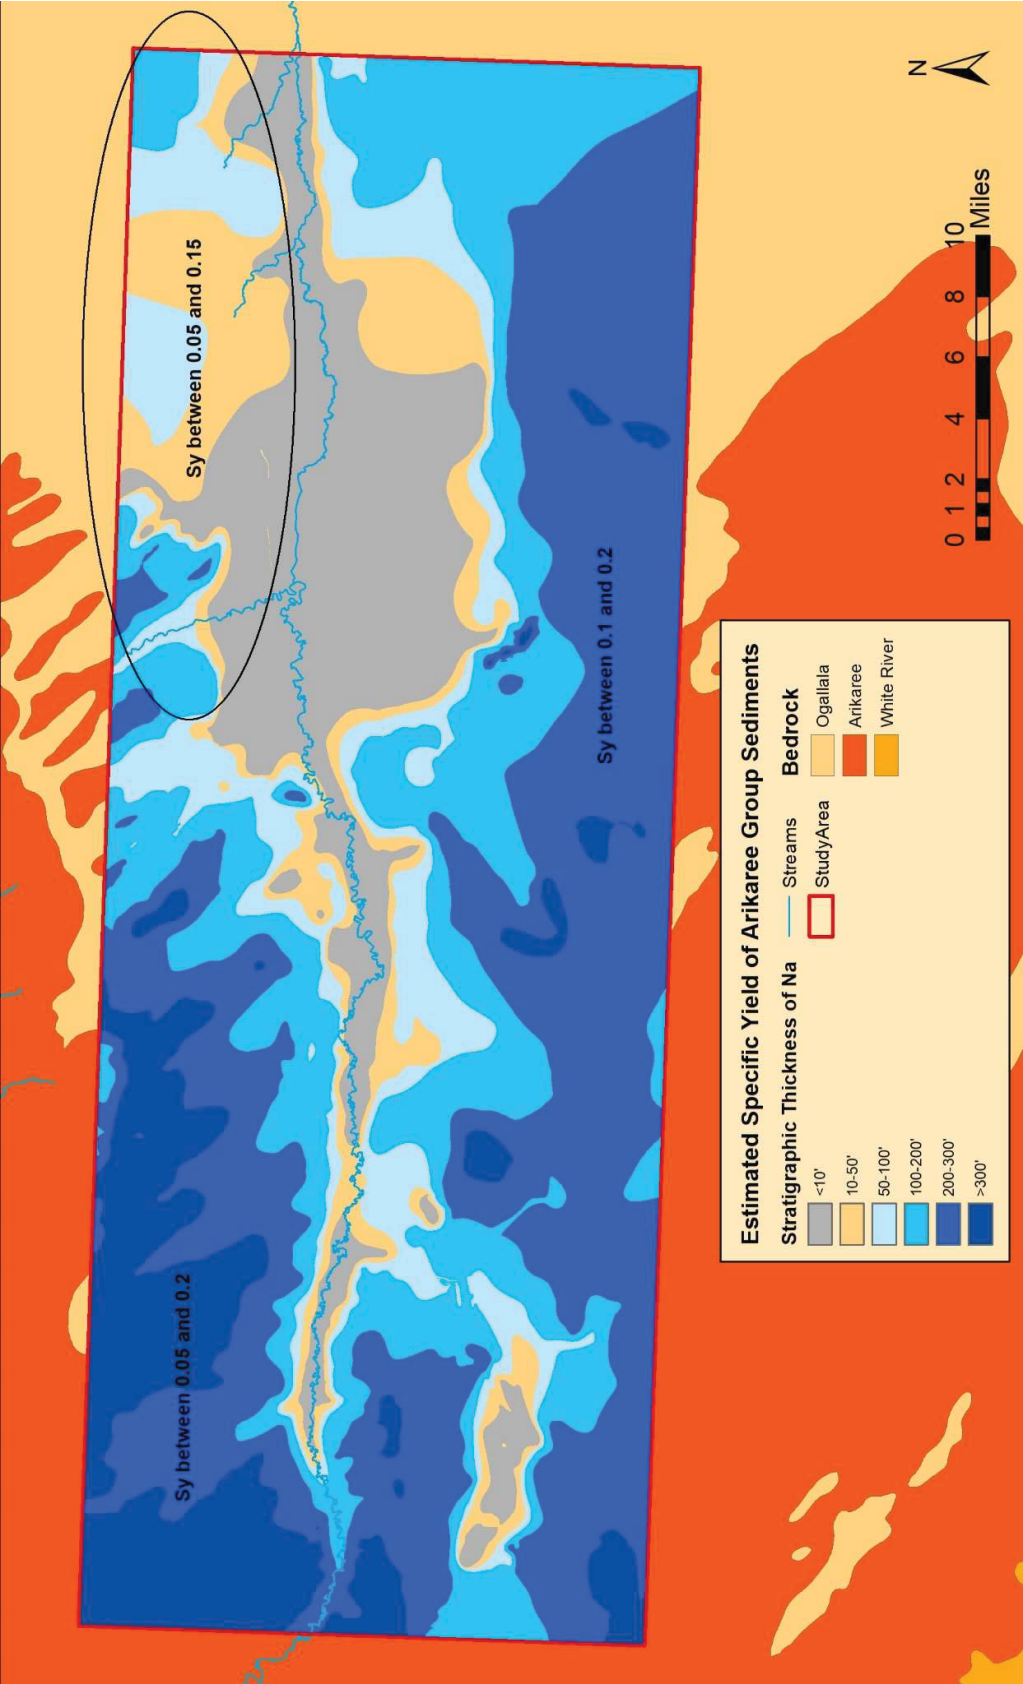 Sy between 0.05 and 0.2
Sy between 0.05 and 0.15
Sy between 0.1 and 0.2
N
Estimated Specific Yield of Arikaree Group Sediments
Stratigraphic Thickness of Na
<10'
10-50'
50-100'
100-200'
200-300'
>300'
Streams
StudyArea
Bedrock
Ogallala
Arikaree
White River
0 1 2 4 6 8 10
Miles